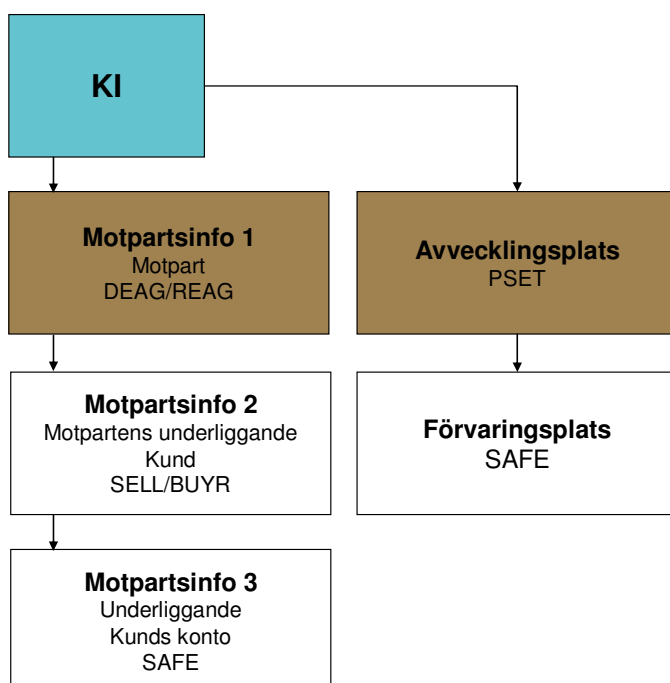 KI
Motpartsinfo 1
Motpart
DEAG/REAG
Avvecklingsplats
PSET
Motpartsinfo 2
Motpartens underliggande
Kund
SELL/BUYR
Förvaringsplats
SAFE
Motpartsinfo 3
Underliggande
Kunds konto
SAFE